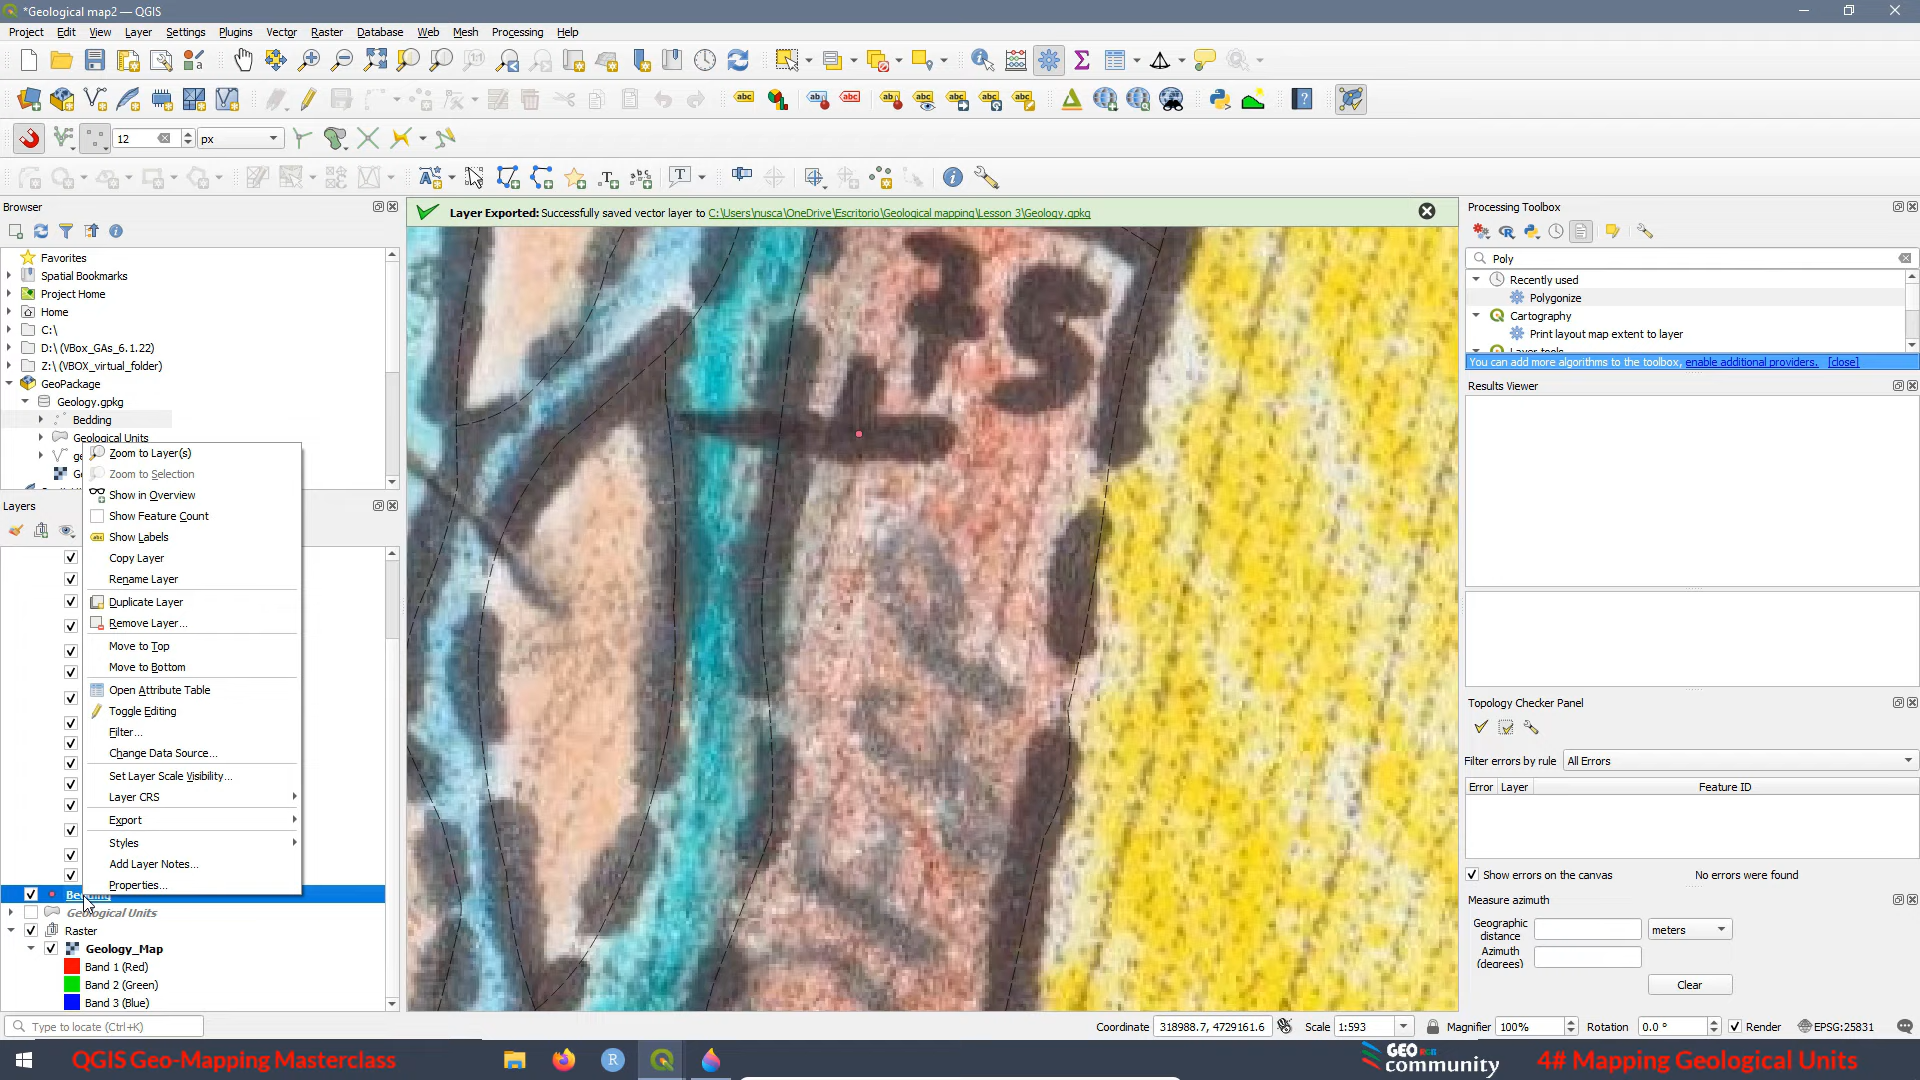 *Geological map2 — QGIS
Project Edit View Layer Settings Plugins Vector Raster Database Web Mesh Processing Help
12 px
Browser
Favorites
Spatial Bookmarks
Project Home
Home
C:\
D:\ (VBox_GAs_6.1.22)
Z:\ (VBOX_virtual_folder)
GeoPackage
Geology.gpkg
Bedding
Geological Units
Layers
Zoom to Layer(s)
Zoom to Selection
Show in Overview
Show Feature Count
Show Labels
Copy Layer
Rename Layer
Duplicate Layer
Remove Layer...
Move to Top
Move to Bottom
Open Attribute Table
Toggle Editing
Filter...
Change Data Source...
Set Layer Scale Visibility...
Layer CRS
Export
Styles
Add Layer Notes...
Properties...
Geological Units
Raster
Geology_Map
Band 1 (Red)
Band 2 (Green)
Band 3 (Blue)
Layer Exported: Successfully saved vector layer to C:\Users\nusca\OneDrive\Escritorio\Geological mapping\Lesson 3\Geology.gpkg
Processing Toolbox
Poly
Recently used
Polygonize
Cartography
Print layout map extent to layer
Layer tools
You can add more algorithms to the toolbox, enable additional providers. [close]
Results Viewer
Topology Checker Panel
Filter errors by rule All Errors
Error Layer Feature ID
Show errors on the canvas No errors were found
Measure azimuth
Geographic distance meters
Azimuth (degrees)
Clear
Type to locate (Ctrl+K)
Coordinate 318988.7, 4729161.6 Scale 1:593 Magnifier 100% Rotation 0.0 ° Render EPSG:25831
QGIS Geo-Mapping Masterclass
GEO community
4# Mapping Geological Units